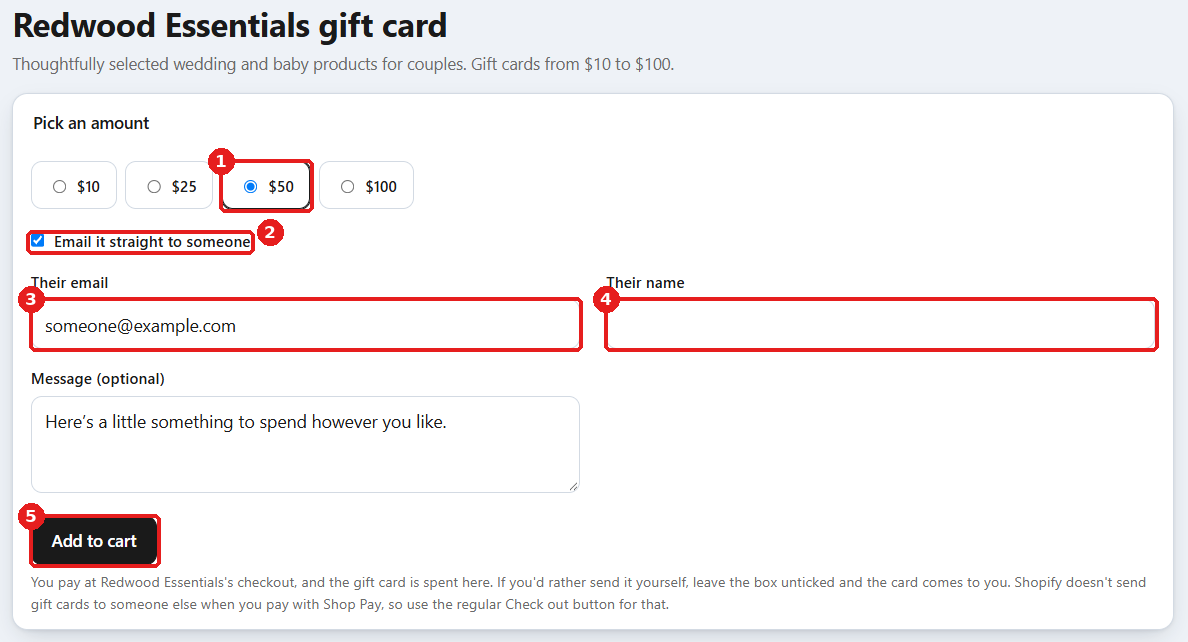 Redwood Essentials gift card
Thoughtfully selected wedding and baby products for couples. Gift cards from $10 to $100.
Pick an amount
1
$10 $25 $50 $100
2
Email it straight to someone
Their email Their name
3 4
someone@example.com
Message (optional)
Here’s a little something to spend however you like.
5
Add to cart
You pay at Redwood Essentials's checkout, and the gift card is spent here. If you'd rather send it yourself, leave the box unticked and the card comes to you. Shopify doesn't send
gift cards to someone else when you pay with Shop Pay, so use the regular Check out button for that.